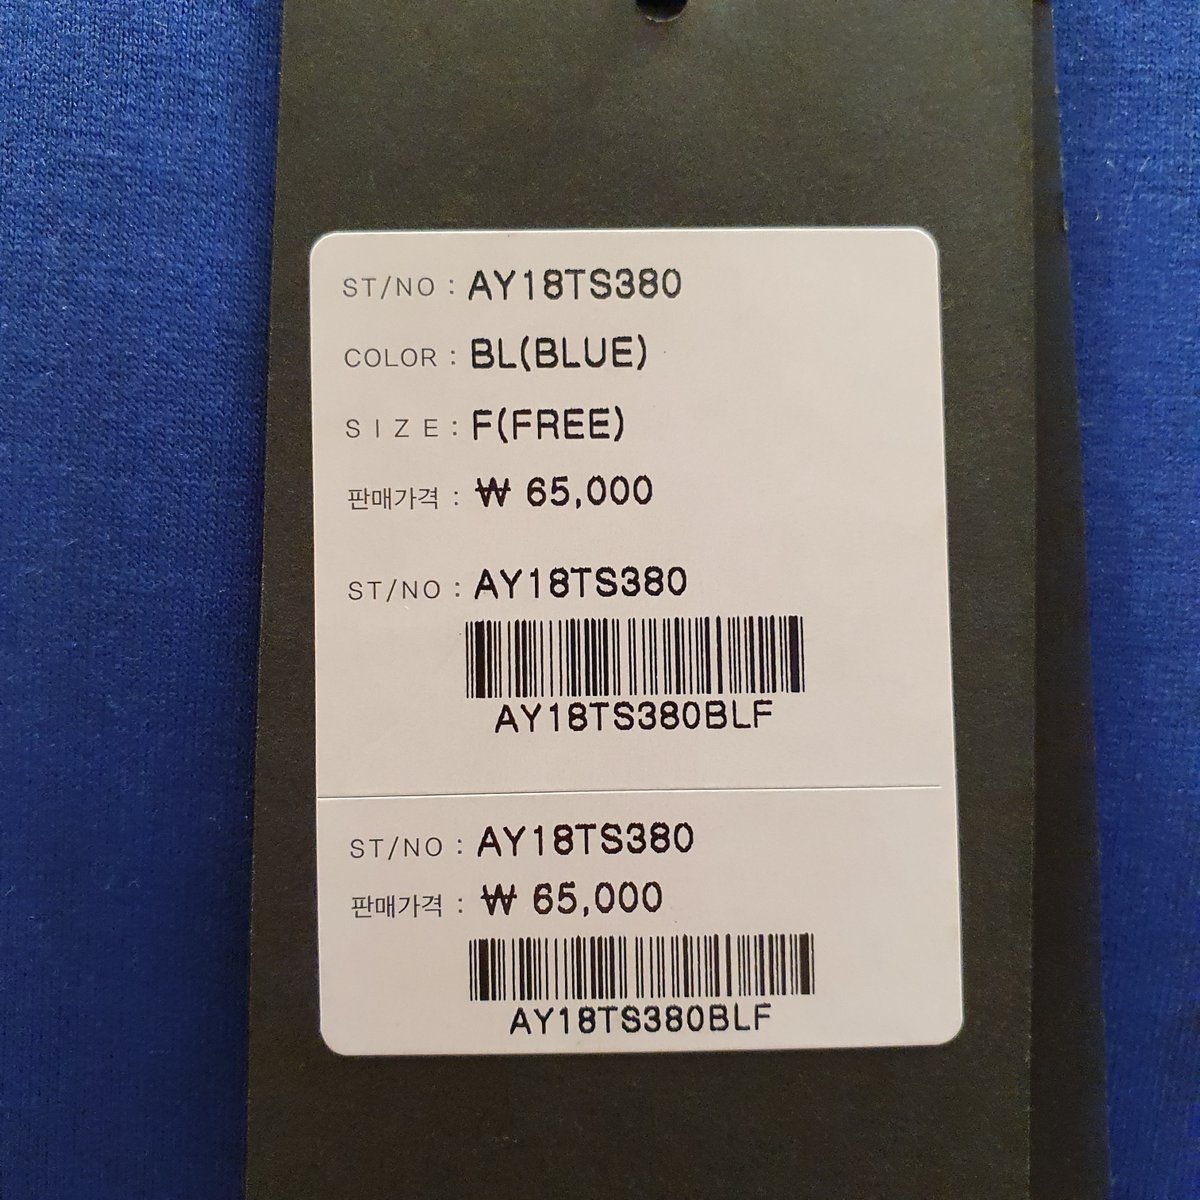 ST/NO : AY18TS380
COLOR : BL(BLUE)
SIZE : F(FREE)
판매가격 : ₩ 65,000
ST/NO : AY18TS380
AY18TS380BLF
ST/NO : AY18TS380
판매가격 : ₩ 65,000
AY18TS380BLF